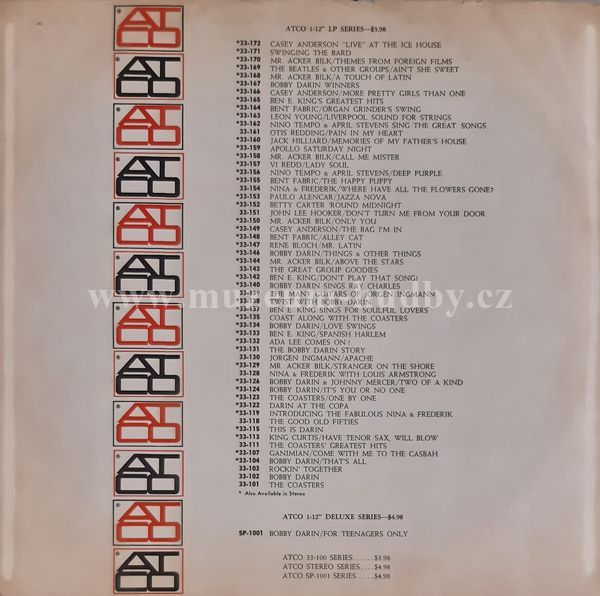 ATCO 1-12" LP SERIES—$3.98
*33-172 CASEY ANDERSON "LIVE" AT THE ICE HOUSE
*33-171 SWINGING THE BARD
*33-170 MR. ACKER BILK/THEMES FROM FOREIGN FILMS
*33-169 THE BEATLES & OTHER GROUPS/AIN'T SHE SWEET
*33-168 MR. ACKER BILK/A TOUCH OF LATIN
*33-167 BOBBY DARIN WINNERS
*33-166 CASEY ANDERSON/MORE PRETTY GIRLS THAN ONE
*33-165 BEN E. KING'S GREATEST HITS
*33-164 BENT FABRIC/ORGAN GRINDER'S SWING
*33-163 LEON YOUNG/LIVERPOOL SOUND FOR STRINGS
*33-162 NINO TEMPO & APRIL STEVENS SING THE GREAT SONGS
33-161 OTIS REDDING/PAIN IN MY HEART
*33-160 JACK HILLIARD/MEMORIES OF MY FATHER'S HOUSE
33-159 APOLLO SATURDAY NIGHT
*33-158 MR. ACKER BILK/CALL ME MISTER
*33-157 VI REDD/LADY SOUL
*33-156 NINO TEMPO & APRIL STEVENS/DEEP PURPLE
*33-155 BENT FABRIC/THE HAPPY PUPPY
*33-154 NINA & FREDERIK/WHERE HAVE ALL THE FLOWERS GONE?
*33-153 PAULO ALENCAR/JAZZA NOVA
*33-152 BETTY CARTER 'ROUND MIDNIGHT
33-151 JOHN LEE HOOKER/DON'T TURN ME FROM YOUR DOOR
*33-150 MR. ACKER BILK/ONLY YOU
*33-149 CASEY ANDERSON/THE BAG I'M IN
*33-148 BENT FABRIC/ALLEY CAT
*33-147 RENE BLOCH/MR. LATIN
*33-146 BOBBY DARIN/THINGS & OTHER THINGS
*33-144 MR. ACKER BILK/ABOVE THE STARS
33-143 THE GREAT GROUP GOODIES
*33-142 BEN E. KING/DON'T PLAY THAT SONG!
*33-140 BOBBY DARIN SINGS RAY CHARLES
GUITARS OF JORGEN INGMANN
BOBBY DARIN
*33-137 BEN E. KING SINGS FOR SOULFUL LOVERS
*33-135 COAST ALONG WITH THE COASTERS
*33-134 BOBBY DARIN/LOVE SWINGS
*33-133 BEN E. KING/SPANISH HARLEM
33-132 ADA LEE COMES ON!
33-131 THE BOBBY DARIN STORY
33-130 JORGEN INGMANN/APACHE
*33-129 MR. ACKER BILK/STRANGER ON THE SHORE
33-128 NINA & FREDERIK WITH LOUIS ARMSTRONG
*33-126 BOBBY DARIN & JOHNNY MERCER/TWO OF A KIND
*33-124 BOBBY DARIN/IT'S YOU OR NO ONE
*33-123 THE COASTERS/ONE BY ONE
*33-122 DARIN AT THE COPA
*33-119 INTRODUCING THE FABULOUS NINA & FREDERIK
33-118 THE GOOD OLD FIFTIES
*33-115 THIS IS DARIN
*33-113 KING CURTIS/HAVE TENOR SAX, WILL BLOW
*33-111 THE COASTERS' GREATEST HITS
*33-107 GANIMIAN/COME WITH ME TO THE CASBAH
*33-104 BOBBY DARIN/THAT'S ALL
33-103 ROCKIN' TOGETHER
33-102 BOBBY DARIN
33-101 THE COASTERS
* Also Available in Stereo
ATCO 1-12" DELUXE SERIES—$4.98
SP-1001 BOBBY DARIN/FOR TEENAGERS ONLY
ATCO 33-100 SERIES......$3.98
ATCO STEREO SERIES....$4.98
ATCO SP-1001 SERIES....$4.98